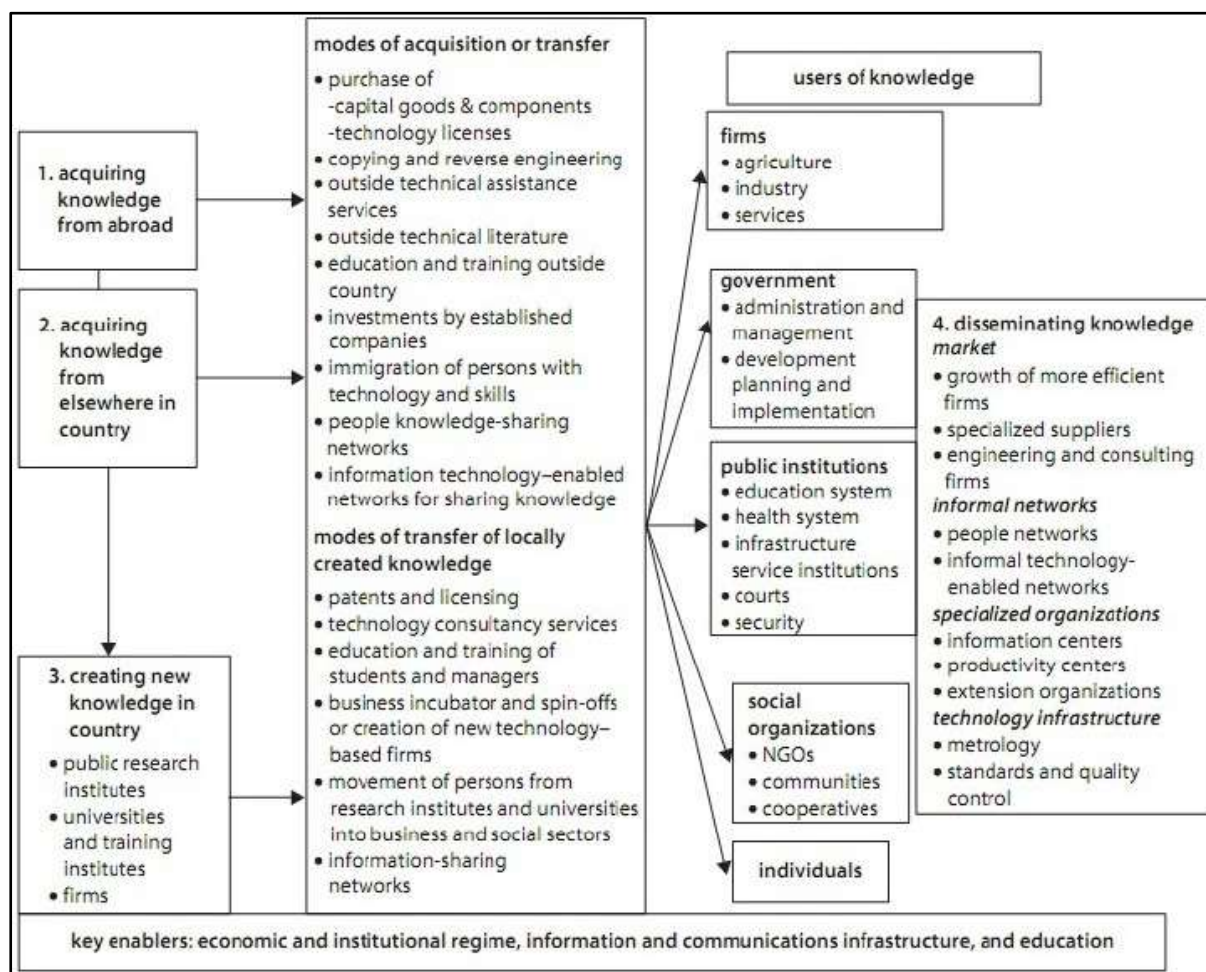 1. acquiring
knowledge
from abroad
2. acquiring
knowledge
from
elsewhere in
country
3. creating new
knowledge in
country
• public research
institutes
• universities
and training
institutes
• firms
modes of acquisition or transfer
• purchase of
-capital goods & components
-technology licenses
• copying and reverse engineering
• outside technical assistance
services
• outside technical literature
• education and training outside
country
• investments by established
companies
• immigration of persons with
technology and skills
• people knowledge-sharing
networks
• information technology–enabled
networks for sharing knowledge
modes of transfer of locally
created knowledge
• patents and licensing
• technology consultancy services
• education and training of
students and managers
• business incubator and spin-offs
or creation of new technology–
based firms
• movement of persons from
research institutes and universities
into business and social sectors
• information-sharing
networks
users of knowledge
firms
• agriculture
• industry
• services
government
• administration and
management
• development
planning and
implementation
public institutions
• education system
• health system
• infrastructure
service institutions
• courts
• security
social
organizations
• NGOs
• communities
• cooperatives
individuals
4. disseminating knowledge
market
• growth of more efficient
firms
• specialized suppliers
• engineering and consulting
firms
informal networks
• people networks
• informal technology-
enabled networks
specialized organizations
• information centers
• productivity centers
• extension organizations
technology infrastructure
• metrology
• standards and quality
control
key enablers: economic and institutional regime, information and communications infrastructure, and education